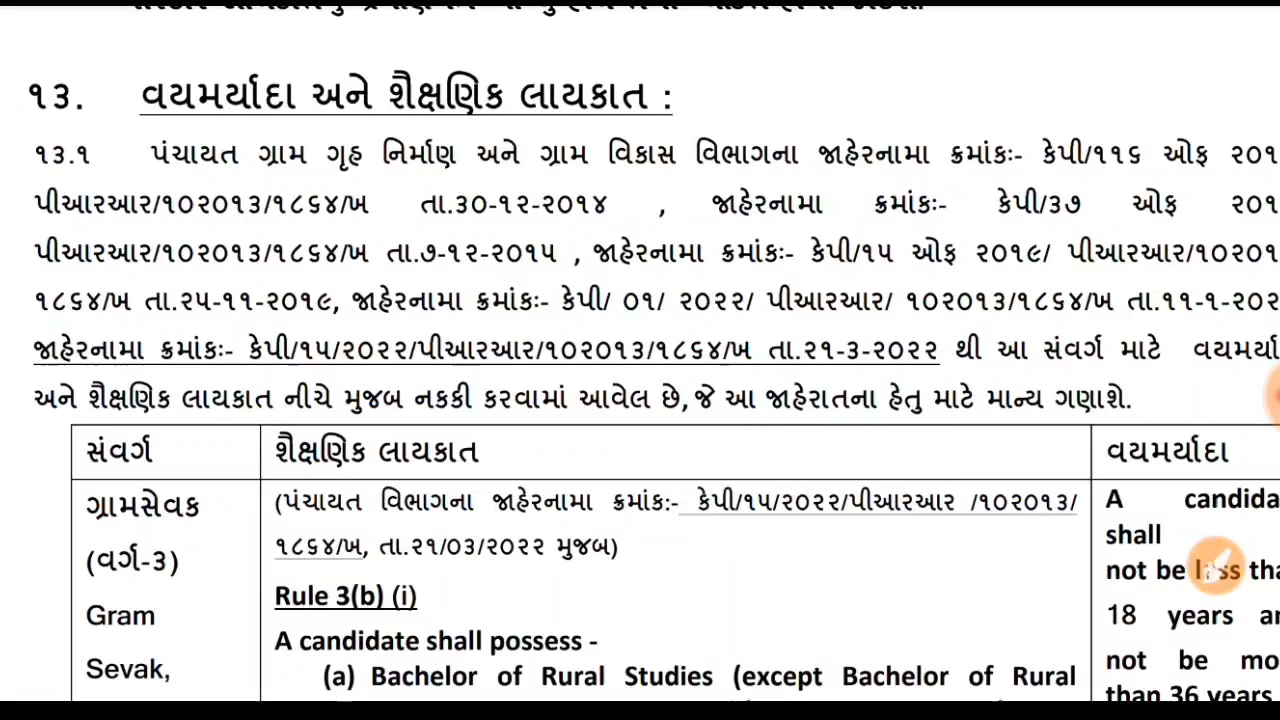 ૧૩. વયમર્યાદા અને શૈક્ષણિક લાયકાત :
૧૩.૧ પંચાયત ગ્રામ ગૃહ નિર્માણ અને ગ્રામ વિકાસ વિભાગના જાહેરનામા ક્રમાંકઃ- કેપી/૧૧૬ ઓફ ૨૦૧
પીઆરઆર/૧૦૨૦૧૩/૧૮૬૪/ખ તા.૩૦-૧૨-૨૦૧૪ , જાહેરનામા ક્રમાંકઃ- કેપી/૩૭ ઓફ ૨૦૧
પીઆરઆર/૧૦૨૦૧૩/૧૮૬૪/ખ તા.૭-૧૨-૨૦૧૫ , જાહેરનામા ક્રમાંકઃ- કેપી/૧૫ ઓફ ૨૦૧૯/ પીઆરઆર/૧૦૨૦૧
૧૮૬૪/ખ તા.૨૫-૧૧-૨૦૧૯, જાહેરનામા ક્રમાંકઃ- કેપી/ ૦૧/ ૨૦૨૨/ પીઆરઆર/ ૧૦૨૦૧૩/૧૮૬૪/ખ તા.૧૧-૧-૨૦૨
જાહેરનામા ક્રમાંકઃ- કેપી/૧૫/૨૦૨૨/પીઆરઆર/૧૦૨૦૧૩/૧૮૬૪/ખ તા.૨૧-૩-૨૦૨૨ થી આ સંવર્ગ માટે વયમર્યા
અને શૈક્ષણિક લાયકાત નીચે મુજબ નકકી કરવામાં આવેલ છે, જે આ જાહેરાતના હેતુ માટે માન્ય ગણાશે.
સંવર્ગ શૈક્ષણિક લાયકાત વયમર્યાદા
ગ્રામસેવક
(વર્ગ-૩)
Gram
Sevak,
(પંચાયત વિભાગના જાહેરનામા ક્રમાંક:- કેપી/૧૫/૨૦૨૨/પીઆરઆર /૧૦૨૦૧૩/
૧૮૬૪/ખ, તા.૨૧/૦૩/૨૦૨૨ મુજબ)
Rule 3(b) (i)
A candidate shall possess -
(a) Bachelor of Rural Studies (except Bachelor of Rural
A candida
shall
not be less tha
18 years an
not be mo
than 36 years